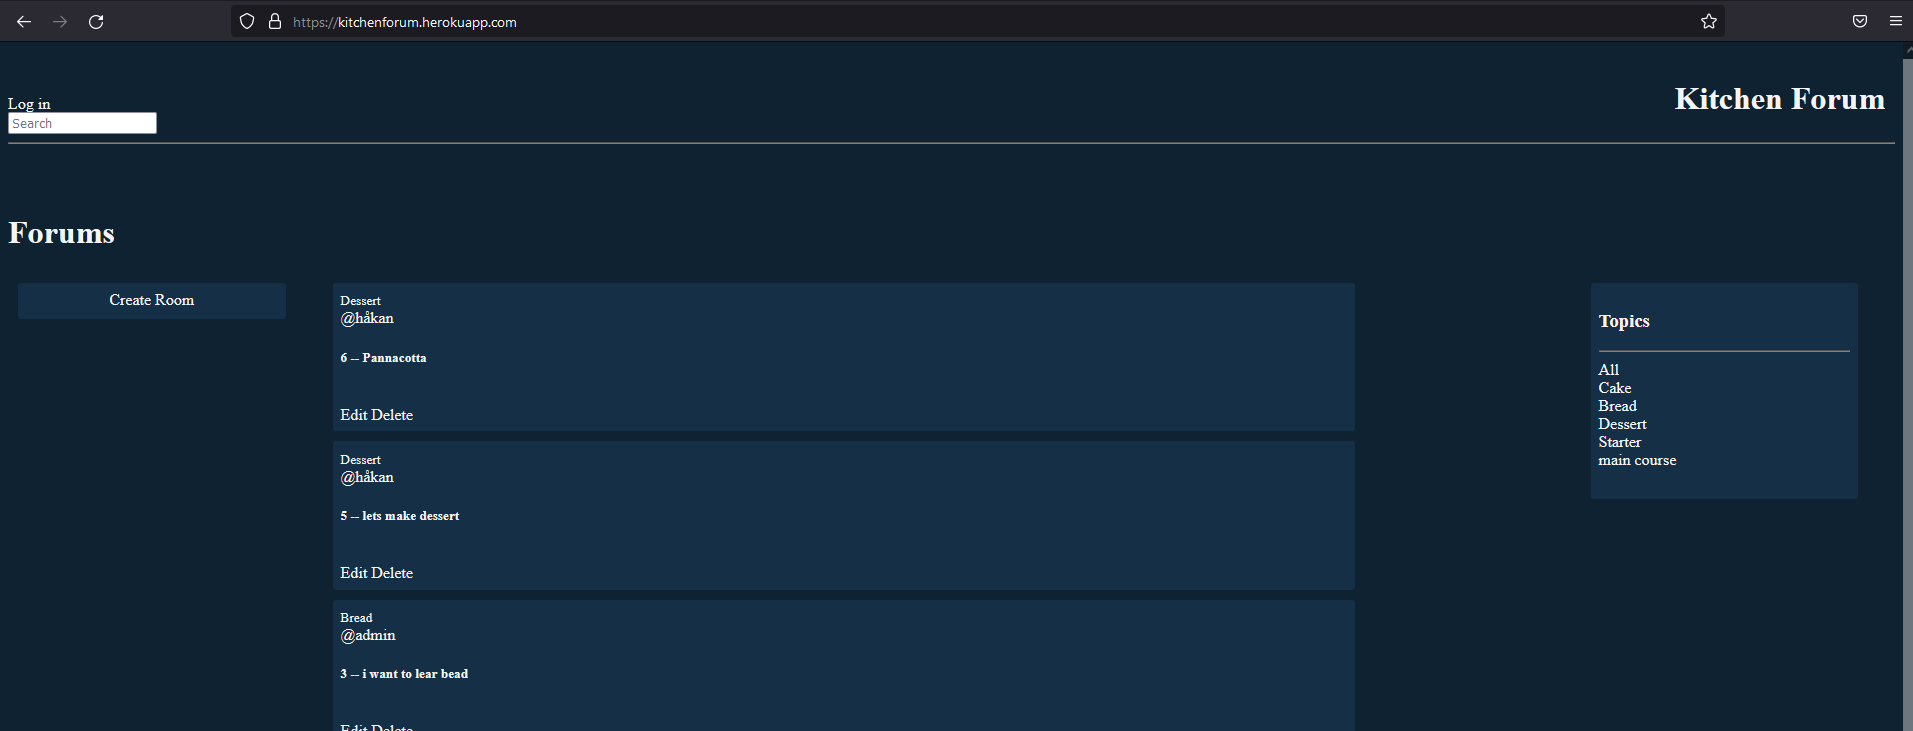 https://kitchenforum.herokuapp.com
Log in
Kitchen Forum
Search
Forums
Create Room
Dessert
@håkan
6 -- Pannacotta
Edit Delete
Dessert
@håkan
5 -- lets make dessert
Edit Delete
Bread
@admin
3 -- i want to lear bead
Edit Delete
Topics
All
Cake
Bread
Dessert
Starter
main course